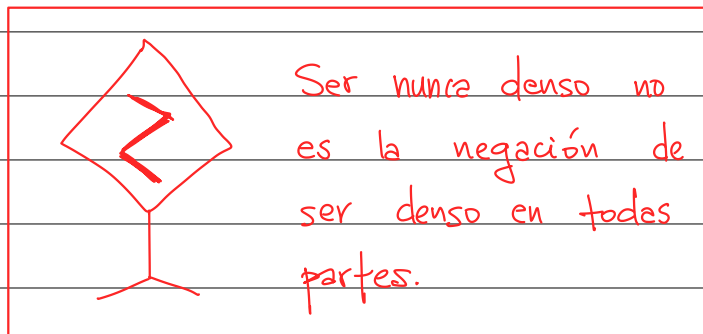 Ser nunca denso no
es la negación de
ser denso en todas
partes.